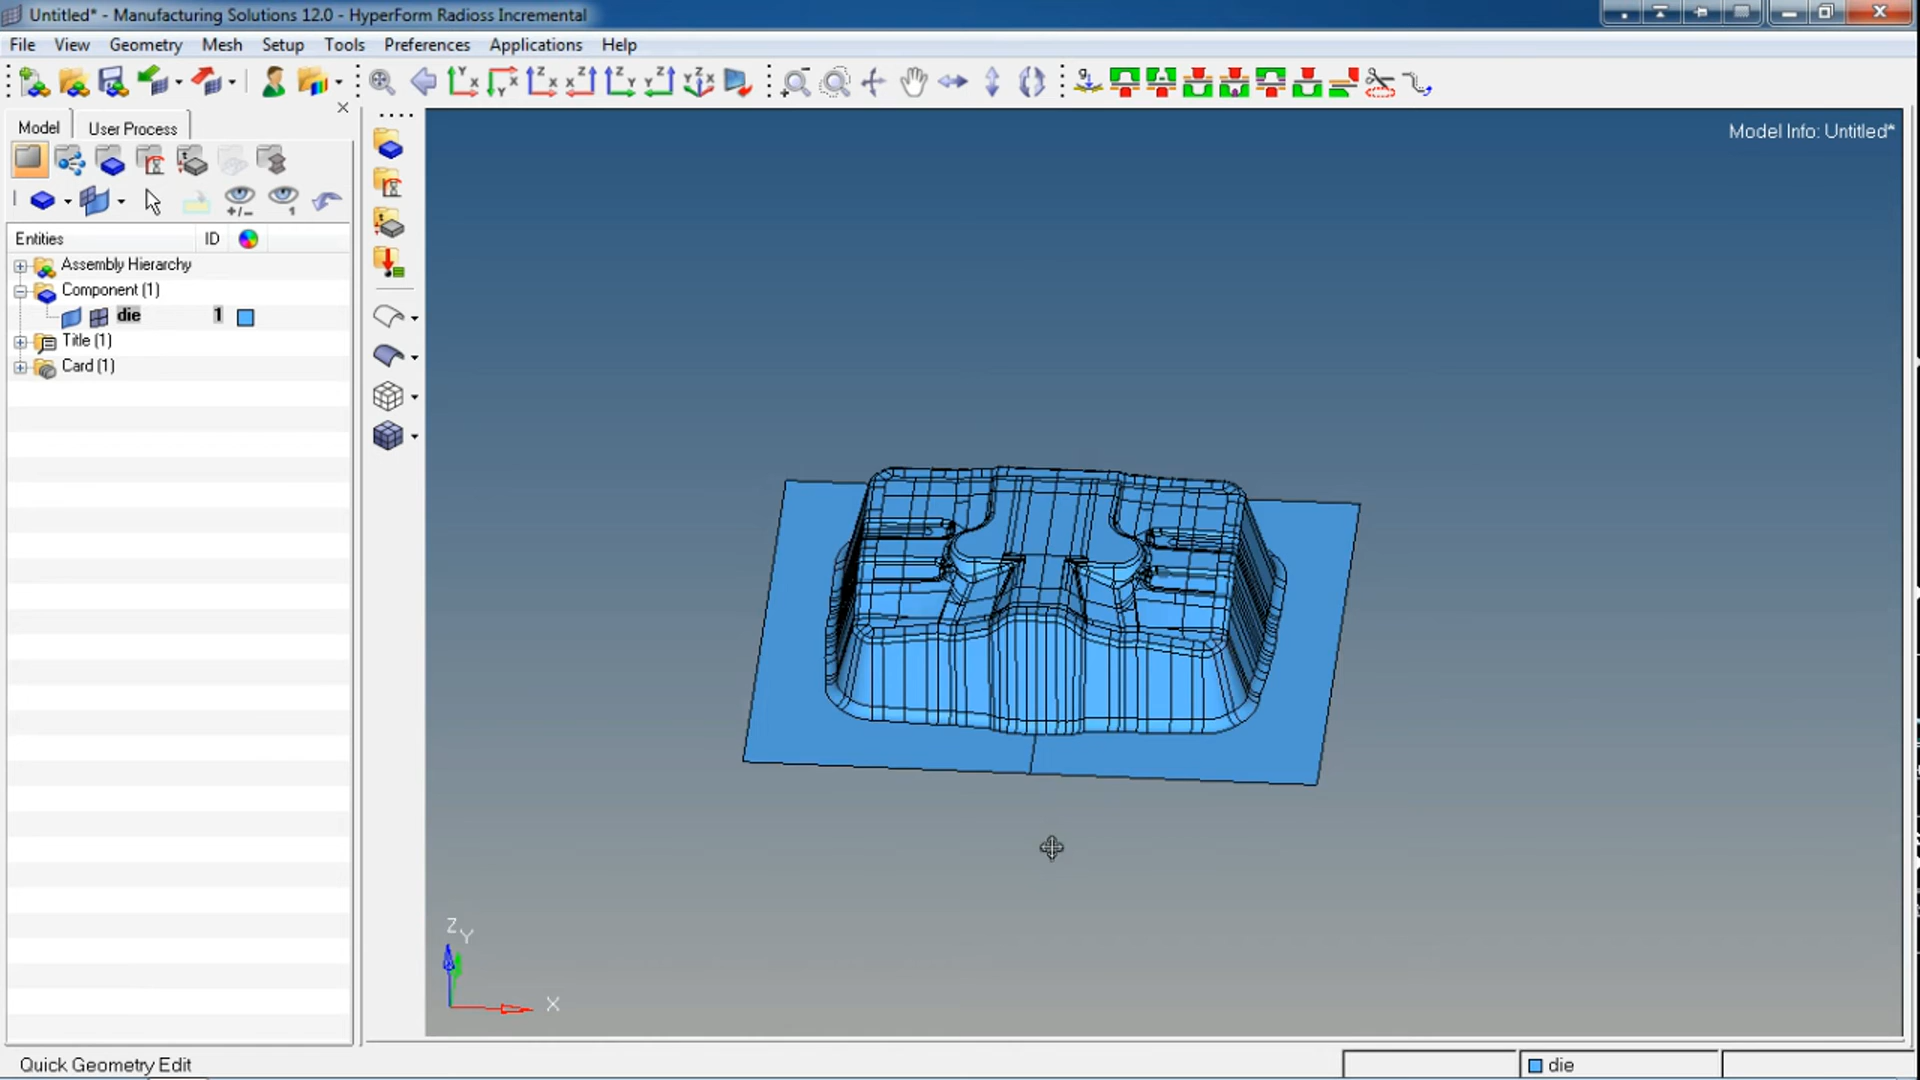 Untitled* - Manufacturing Solutions 12.0 - HyperForm Radioss Incremental
File View Geometry Mesh Setup Tools Preferences Applications Help
Model User Process
Model Info: Untitled*
Entities ID
Assembly Hierarchy
Component (1)
die 1
Title (1)
Card (1)
Z
Y
X
Quick Geometry Edit
die